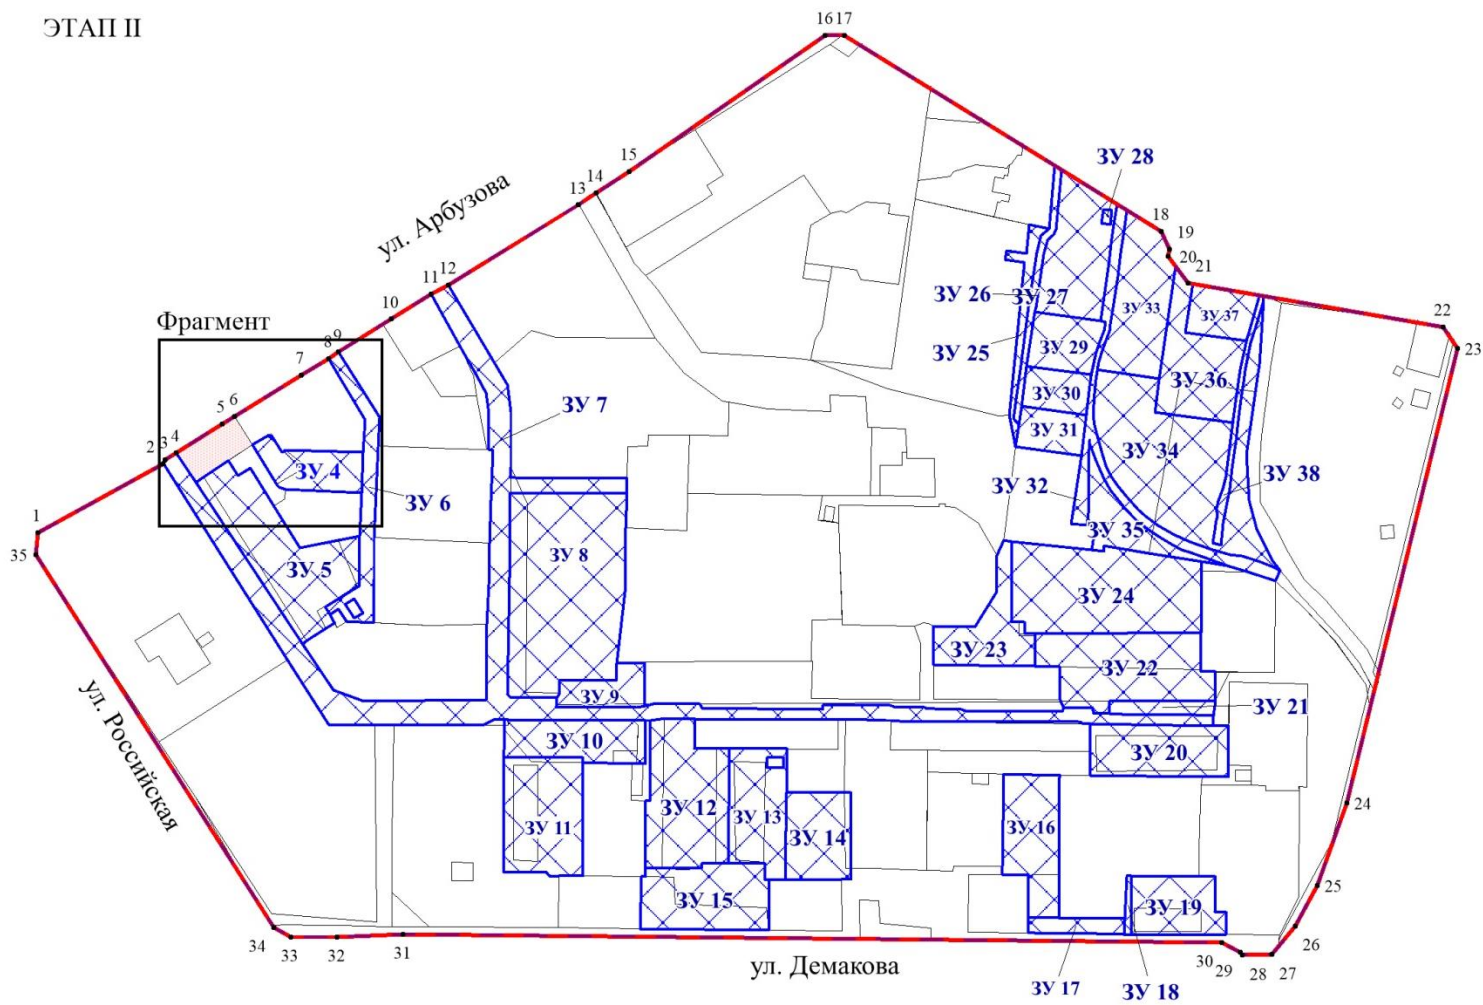 ЭТАП II
16 17
15
14
13
ул. Арбузова
12
11
10
Фрагмент
8 9
7
5 6
2 3 4
1
35
ЗУ 28
18
19
20
21
22
23
ЗУ 26
ЗУ 27
ЗУ 33
ЗУ 37
ЗУ 25
ЗУ 29
ЗУ 30
ЗУ 36
ЗУ 31
ЗУ 34
ЗУ 32
ЗУ 38
ЗУ 35
ЗУ 7
ЗУ 4
ЗУ 6
ЗУ 8
ЗУ 5
ЗУ 24
ЗУ 23
ЗУ 22
ЗУ 9
ЗУ 21
ЗУ 10
ЗУ 20
ул. Российская
ЗУ 11
ЗУ 12
ЗУ 13
ЗУ 14
ЗУ 16
ЗУ 15
ЗУ 19
24
25
26
34
33
32
31
30
29
28
27
ул. Демакова
ЗУ 17
ЗУ 18